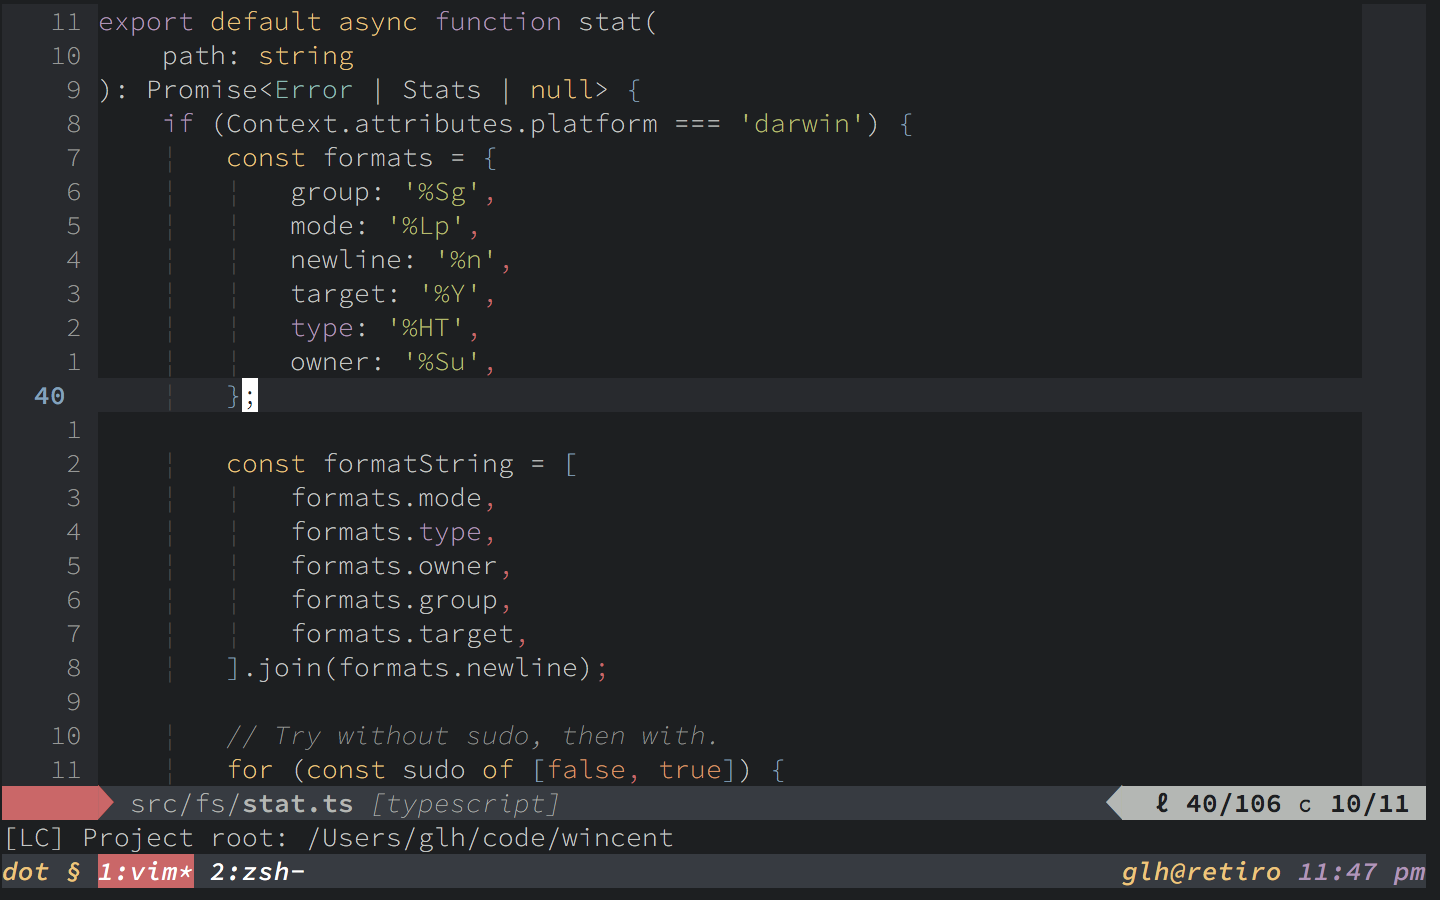 11 export default async function stat(
10     path: string
9 ): Promise<Error | Stats | null> {
8     if (Context.attributes.platform === 'darwin') {
7     ¦   const formats = {
6     ¦   ¦   group: '%Sg',
5     ¦   ¦   mode: '%Lp',
4     ¦   ¦   newline: '%n',
3     ¦   ¦   target: '%Y',
2     ¦   ¦   type: '%HT',
1     ¦   ¦   owner: '%Su',
40     ¦   };
1
2     ¦   const formatString = [
3     ¦   ¦   formats.mode,
4     ¦   ¦   formats.type,
5     ¦   ¦   formats.owner,
6     ¦   ¦   formats.group,
7     ¦   ¦   formats.target,
8     ¦   ].join(formats.newline);
9
10     ¦   // Try without sudo, then with.
11     ¦   for (const sudo of [false, true]) {
src/fs/stat.ts [typescript] ℓ 40/106 c 10/11
[LC] Project root: /Users/glh/code/wincent
dot § 1:vim* 2:zsh- glh@retiro 11:47 pm